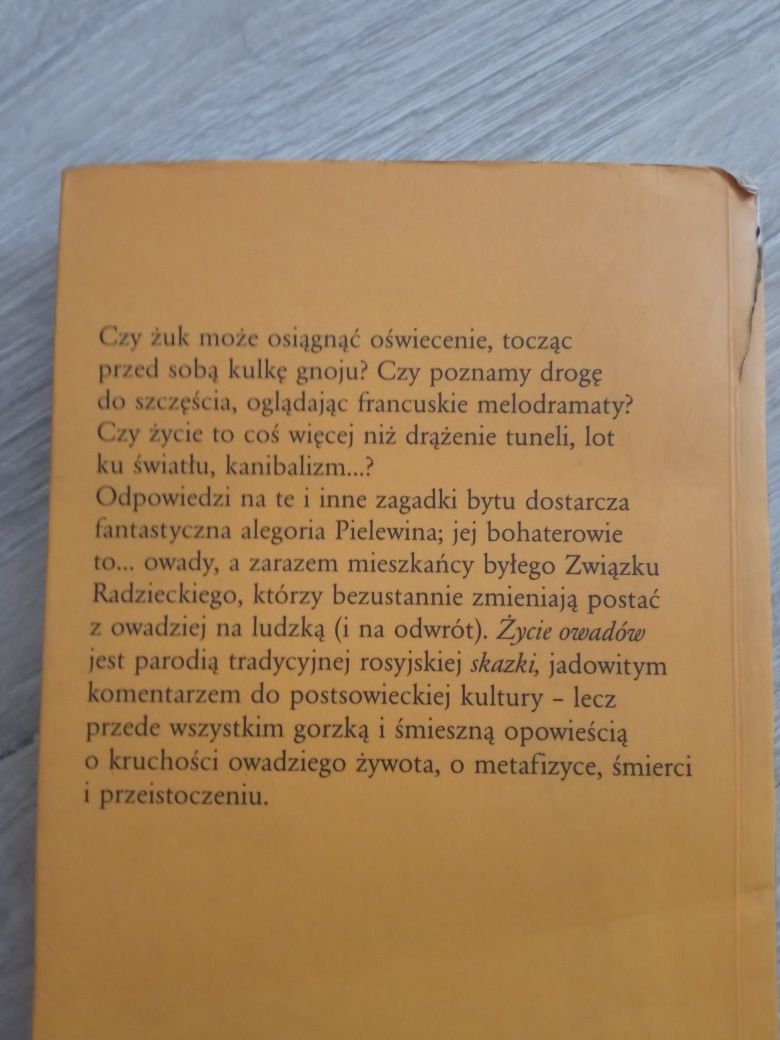 Czy żuk może osiągnąć oświecenie, tocząc
przed sobą kulkę gnoju? Czy poznamy drogę
do szczęścia, oglądając francuskie melodramaty?
Czy życie to coś więcej niż drążenie tuneli, lot
ku światłu, kanibalizm...?
Odpowiedzi na te i inne zagadki bytu dostarcza
fantastyczna alegoria Pielewina; jej bohaterowie
to... owady, a zarazem mieszkańcy byłego Związku
Radzieckiego, którzy bezustannie zmieniają postać
z owadziej na ludzką (i na odwrót). Życie owadów
jest parodią tradycyjnej rosyjskiej skazki, jadowitym
komentarzem do postsowieckiej kultury – lecz
przede wszystkim gorzką i śmieszną opowieścią
o kruchości owadziego żywota, o metafizyce, śmierci
i przeistoczeniu.